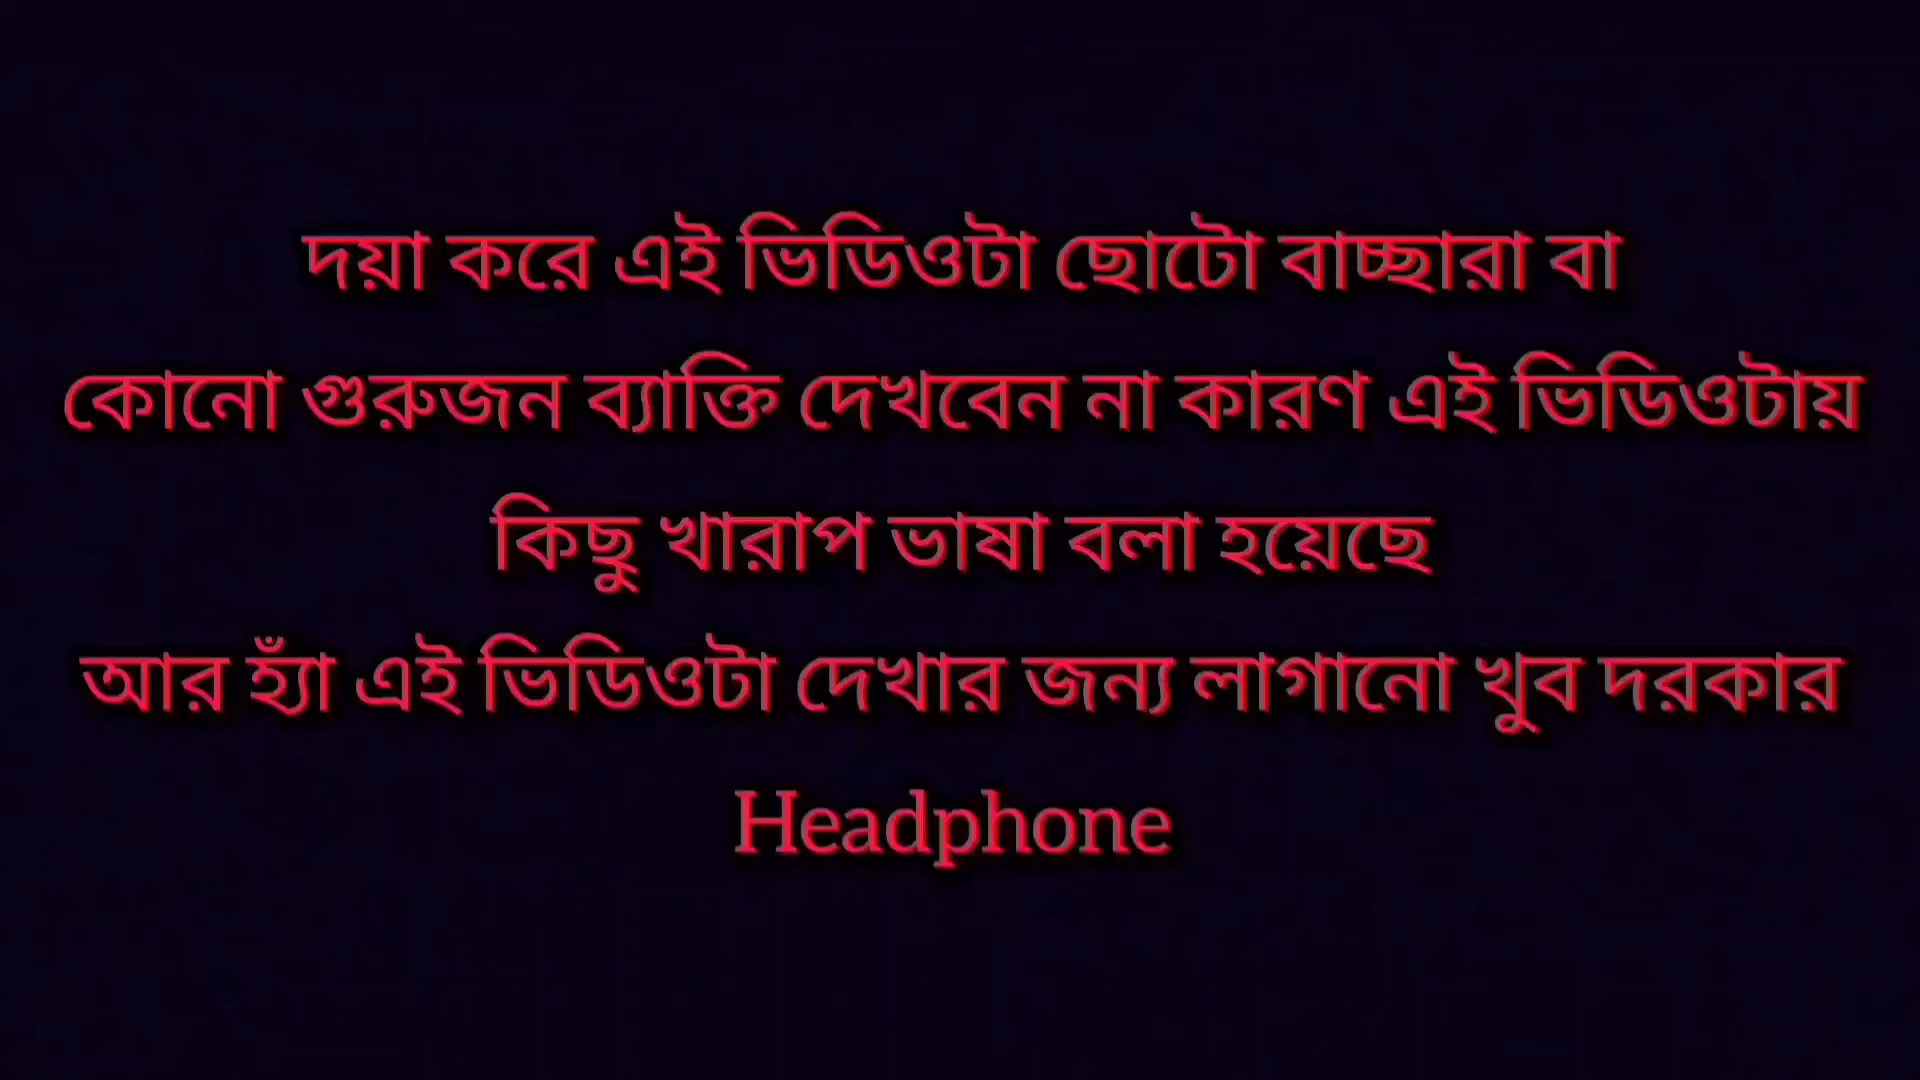 দয়া করে এই ভিডিওটা ছোটো বাচ্ছারা বা
কোনো গুরুজন ব্যাক্তি দেখবেন না কারণ এই ভিডিওটায়
কিছু খারাপ ভাষা বলা হয়েছে
আর হ্যাঁ এই ভিডিওটা দেখার জন্য লাগানো খুব দরকার
Headphone